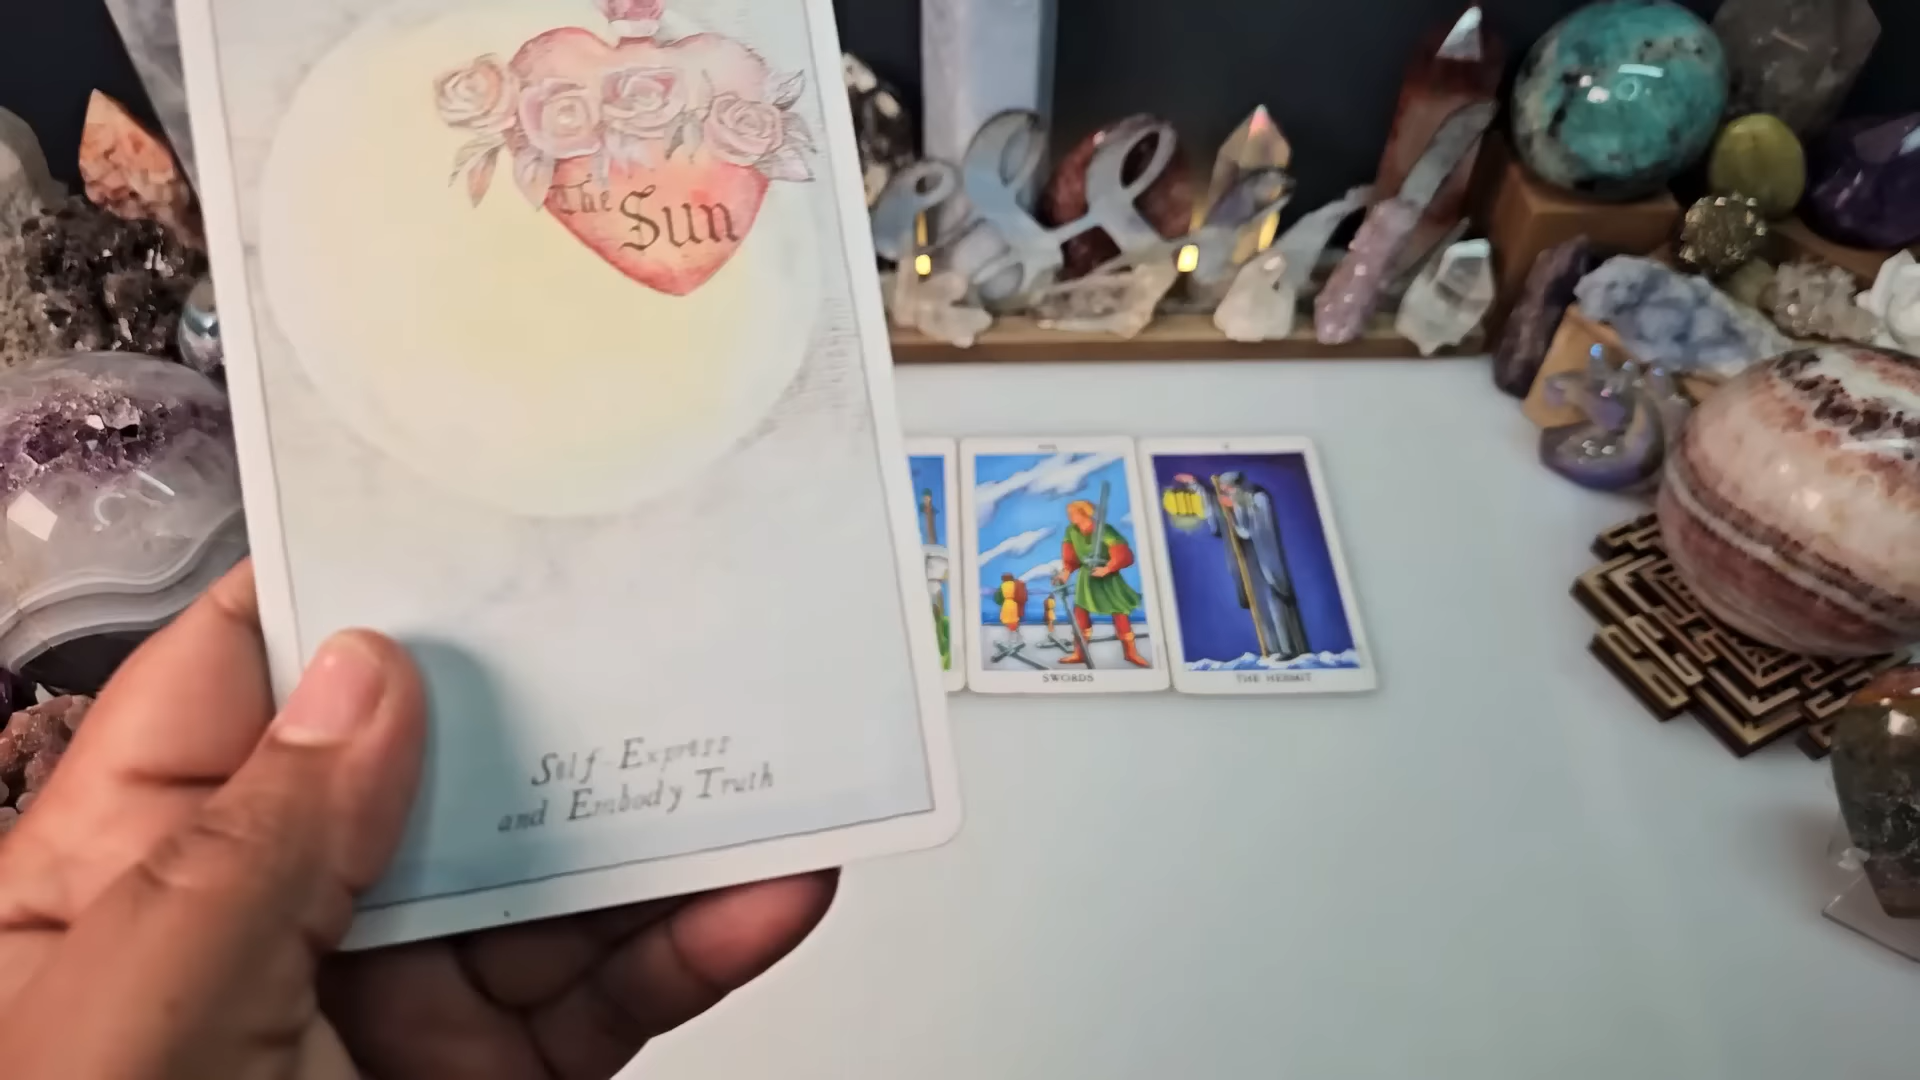 The
Sun
Self-Express
and Embody Truth
SWORDS
THE HERMIT